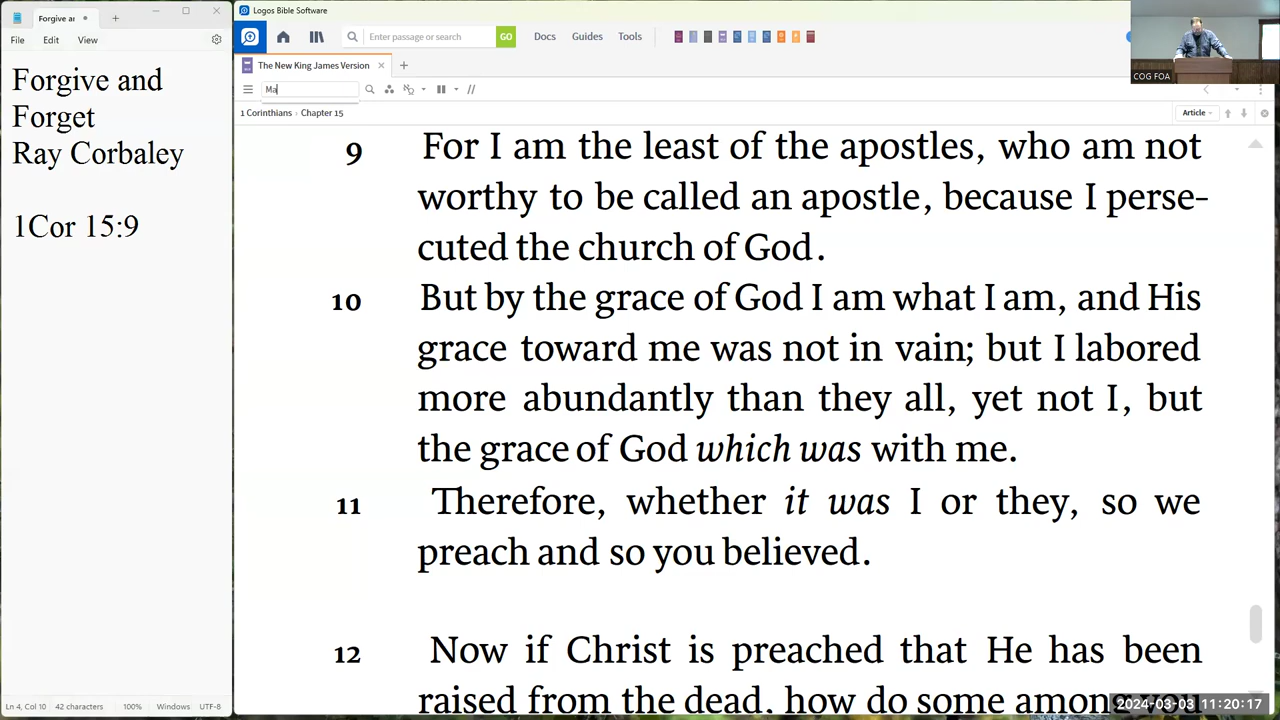 Forgive an
File
Edit
View
Forgive and
Forget
Ray Corbaley
1Cor 15:9
Ln 4, Col 10
42 characters
100%
Windows
UTF-8
Logos Bible Software
Enter passage or search
GO
Docs
Guides
Tools
The New King James Version
Ma
1 Corinthians › Chapter 15
Article
COG FOA
9 For I am the least of the apostles, who am not
worthy to be called an apostle, because I perse-
cuted the church of God.
10 But by the grace of God I am what I am, and His
grace toward me was not in vain; but I labored
more abundantly than they all, yet not I, but
the grace of God which was with me.
11 Therefore, whether it was I or they, so we
preach and so you believed.
12 Now if Christ is preached that He has been
raised from the dead, how do some among you
2024-03-03 11:20:17